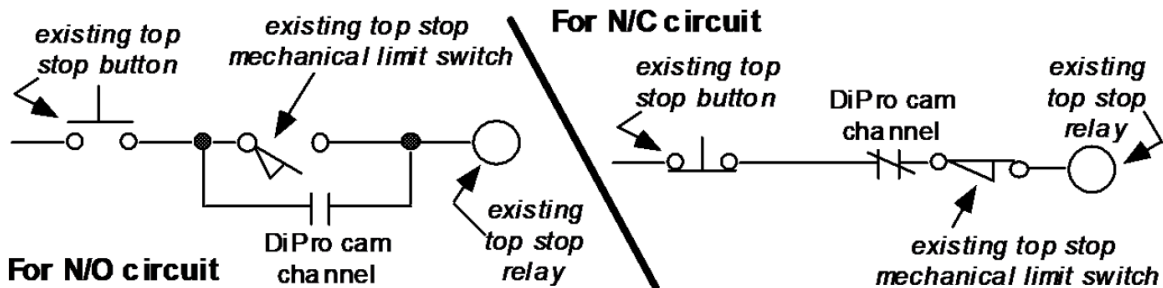 existing top
stop button
existing top stop
mechanical limit switch
DiPro cam
channel
existing
top stop
relay
For N/O circuit
For N/C circuit
existing top
stop button
DiPro cam
channel
existing
top stop
relay
existing top stop
mechanical limit switch